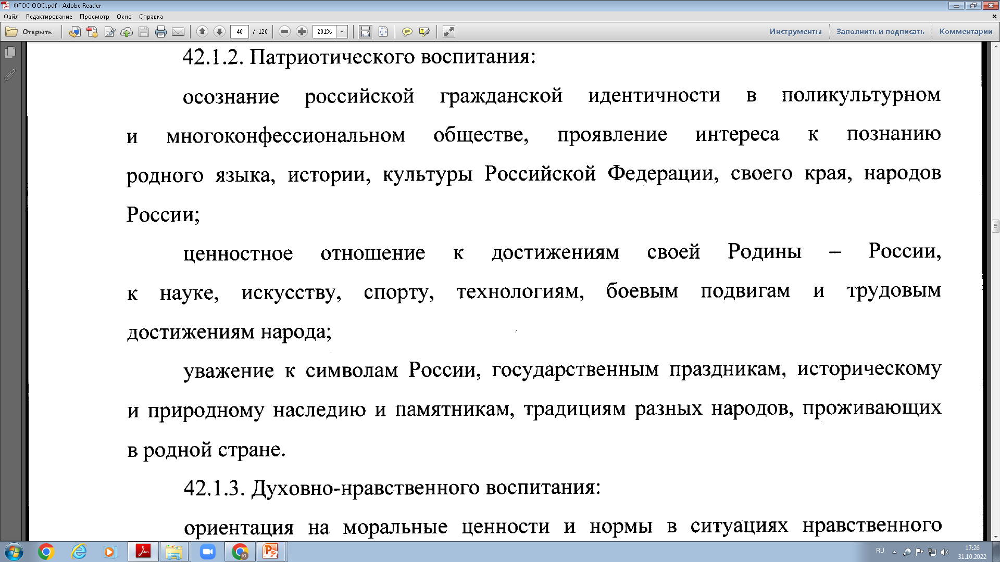 ФГОС ООО.pdf - Adobe Reader
Файл Редактирование Просмотр Окно Справка
Открыть 46 / 126 201% Инструменты Заполнить и подписать Комментарии
42.1.2. Патриотического воспитания:
осознание российской гражданской идентичности в поликультурном
и многоконфессиональном обществе, проявление интереса к познанию
родного языка, истории, культуры Российской Федерации, своего края, народов
России;
ценностное отношение к достижениям своей Родины – России,
к науке, искусству, спорту, технологиям, боевым подвигам и трудовым
достижениям народа;
уважение к символам России, государственным праздникам, историческому
и природному наследию и памятникам, традициям разных народов, проживающих
в родной стране.
42.1.3. Духовно-нравственного воспитания:
ориентация на моральные ценности и нормы в ситуациях нравственного
RU 17:26
31.10.2022